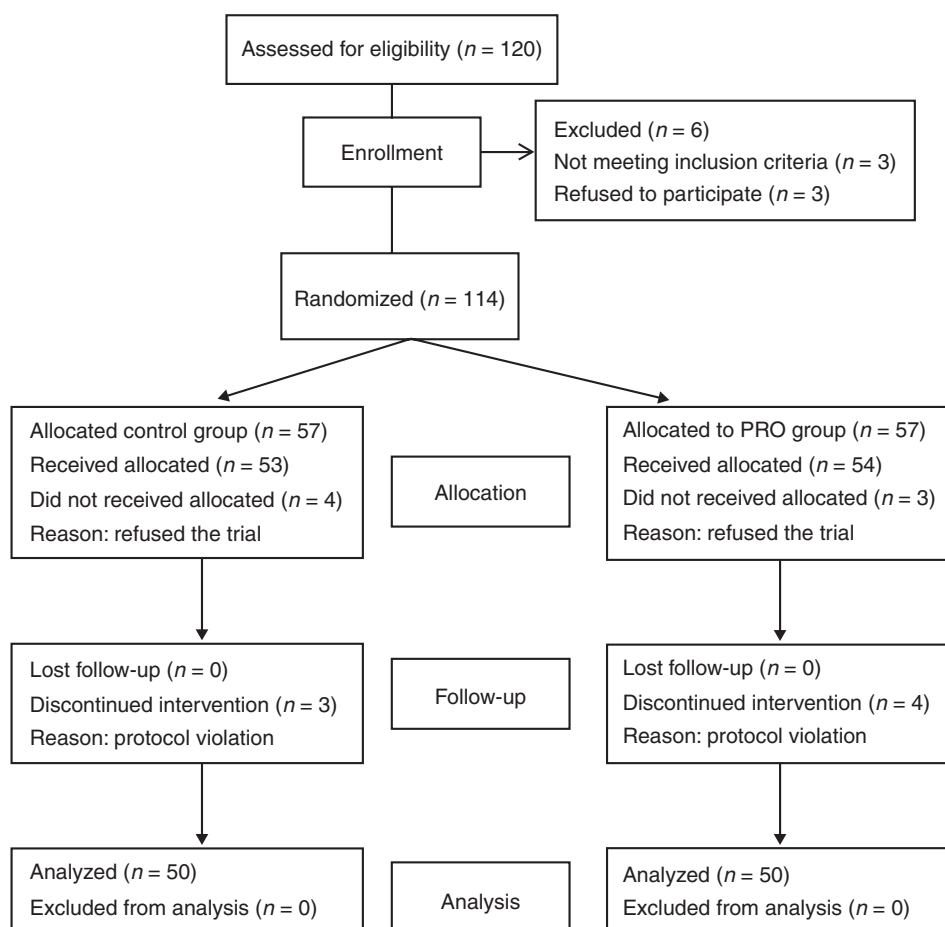 Assessed for eligibility (n = 120)
Enrollment
Excluded (n = 6)
Not meeting inclusion criteria (n = 3)
Refused to participate (n = 3)
Randomized (n = 114)
Allocated control group (n = 57)
Received allocated (n = 53)
Did not received allocated (n = 4)
Reason: refused the trial
Allocation
Allocated to PRO group (n = 57)
Received allocated (n = 54)
Did not received allocated (n = 3)
Reason: refused the trial
Lost follow-up (n = 0)
Discontinued intervention (n = 3)
Reason: protocol violation
Follow-up
Lost follow-up (n = 0)
Discontinued intervention (n = 4)
Reason: protocol violation
Analyzed (n = 50)
Excluded from analysis (n = 0)
Analysis
Analyzed (n = 50)
Excluded from analysis (n = 0)